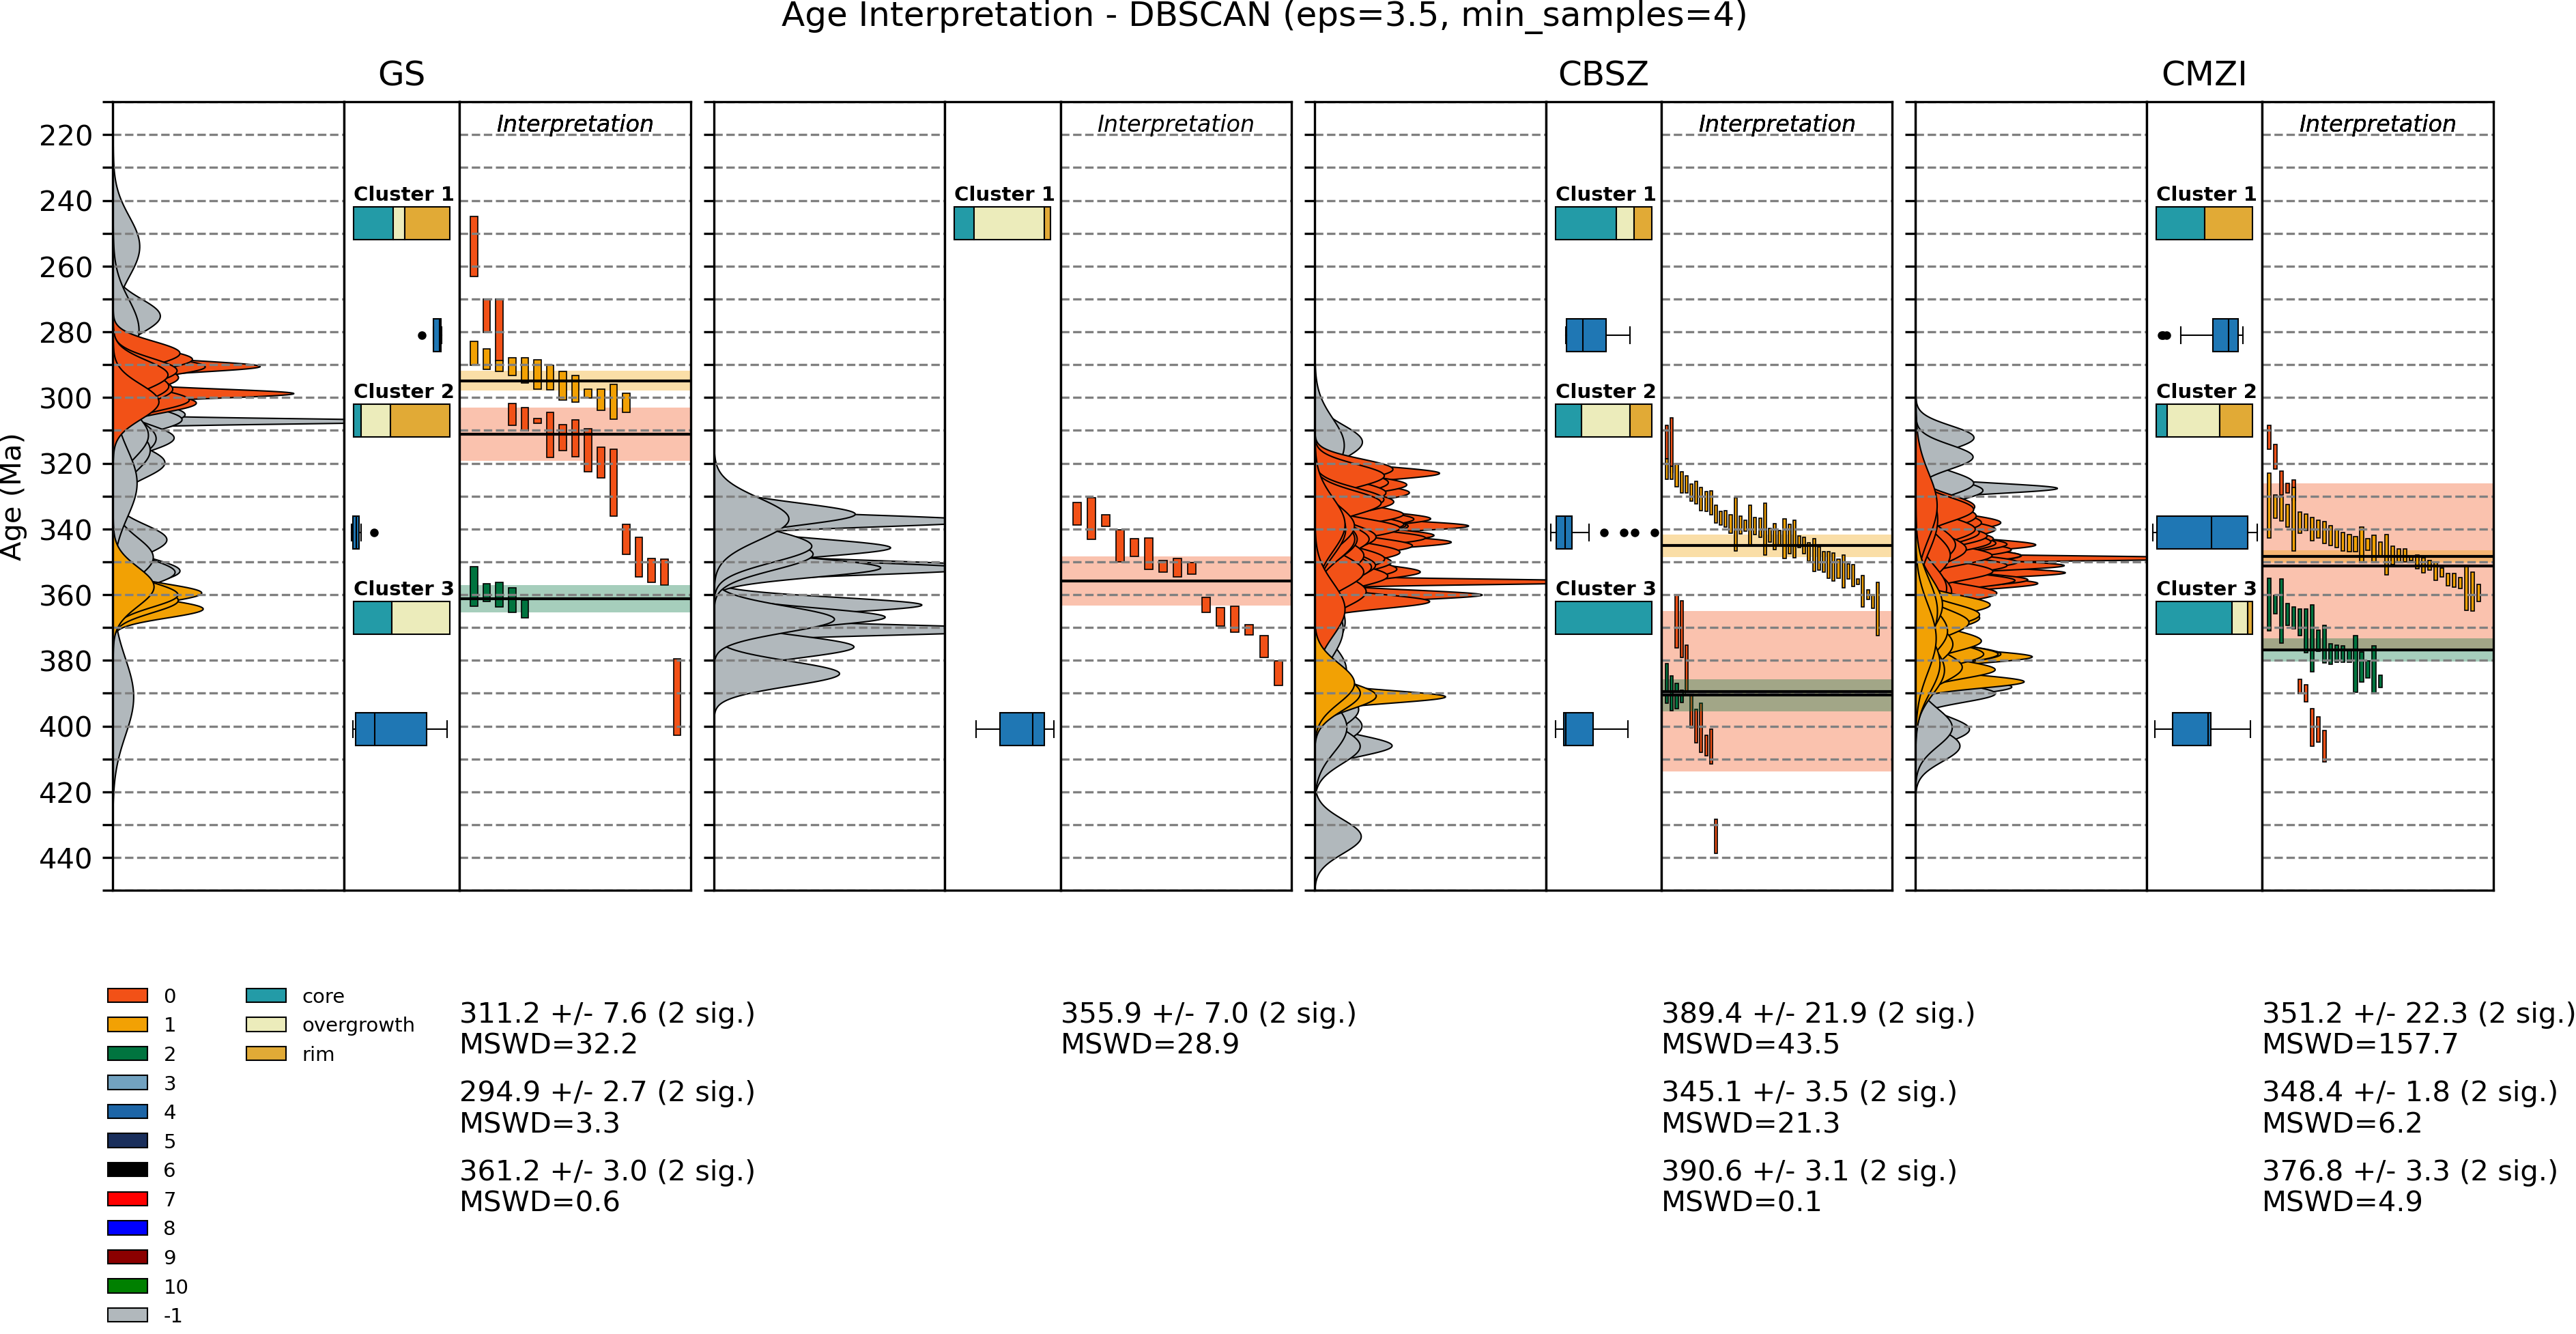 Age Interpretation - DBSCAN (eps=3.5, min_samples=4)
GS
CBSZ
CMZI
Age (Ma)
220
240
260
280
300
320
340
360
380
400
420
440
Interpretation
Cluster 1
Cluster 2
Cluster 3
Interpretation
Cluster 1
Interpretation
Cluster 1
Cluster 2
Cluster 3
Interpretation
Cluster 1
Cluster 2
Cluster 3
0
1
2
3
4
5
6
7
8
9
10
-1
core
overgrowth
rim
311.2 +/- 7.6 (2 sig.)
MSWD=32.2
294.9 +/- 2.7 (2 sig.)
MSWD=3.3
361.2 +/- 3.0 (2 sig.)
MSWD=0.6
355.9 +/- 7.0 (2 sig.)
MSWD=28.9
389.4 +/- 21.9 (2 sig.)
MSWD=43.5
345.1 +/- 3.5 (2 sig.)
MSWD=21.3
390.6 +/- 3.1 (2 sig.)
MSWD=0.1
351.2 +/- 22.3 (2 sig.)
MSWD=157.7
348.4 +/- 1.8 (2 sig.)
MSWD=6.2
376.8 +/- 3.3 (2 sig.)
MSWD=4.9